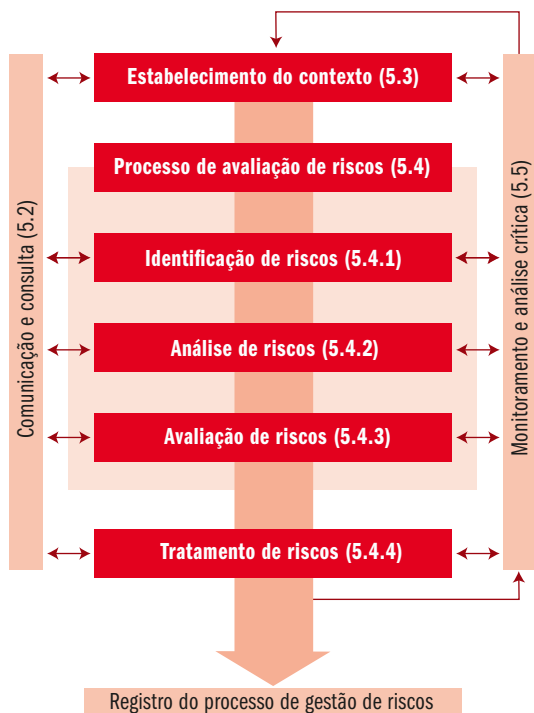 Estabelecimento do contexto (5.3)
Processo de avaliação de riscos (5.4)
Identificação de riscos (5.4.1)
Análise de riscos (5.4.2)
Avaliação de riscos (5.4.3)
Tratamento de riscos (5.4.4)
Comunicação e consulta (5.2)
Monitoramento e análise crítica (5.5)
Registro do processo de gestão de riscos